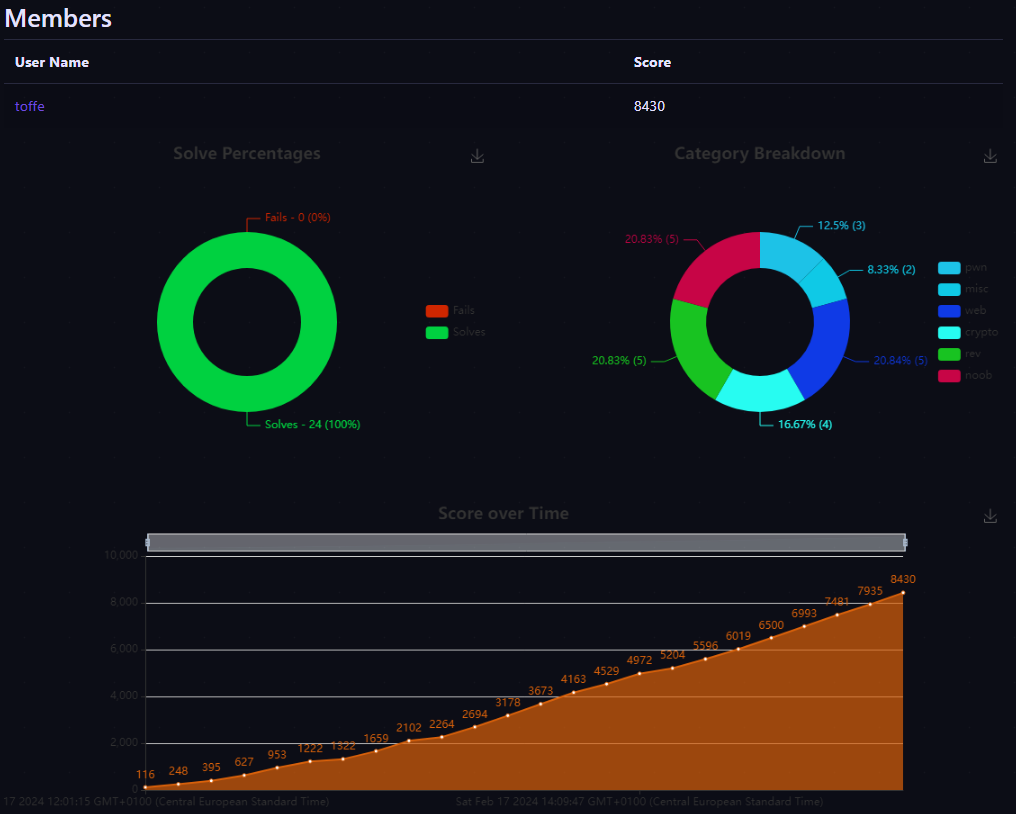 Members
User Name Score
toffe 8430
Solve Percentages
Fails - 0 (0%)
Solves - 24 (100%)
Fails
Solves
Category Breakdown
12.5% (3)
8.33% (2)
20.84% (5)
16.67% (4)
20.83% (5)
20.83% (5)
pwn
misc
web
crypto
rev
noob
Score over Time
10,000
8,000
6,000
4,000
2,000
0
116 248 395 627 953 1222 1322 1659 2102 2264 2694 3178 3673 4163 4529 4972 5204 5596 6019 6500 6993 7481 7935 8430
17 2024 12:01:15 GMT+0100 (Central European Standard Time) Sat Feb 17 2024 14:09:47 GMT+0100 (Central European Standard Time)